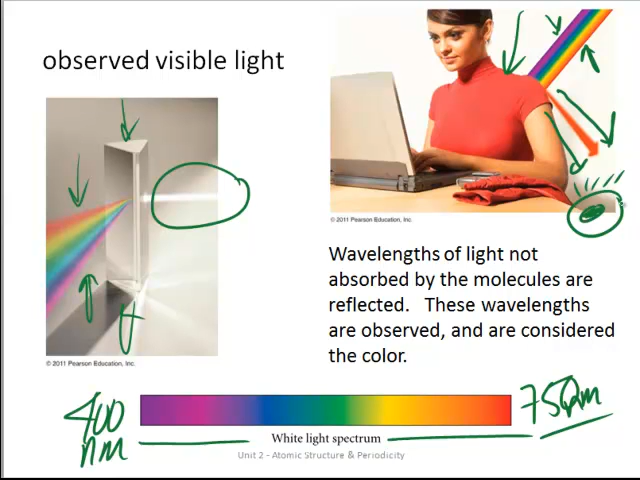 observed visible light
© 2011 Pearson Education, Inc.
Wavelengths of light not
absorbed by the molecules are
reflected.   These wavelengths
are observed, and are considered
the color.
© 2011 Pearson Education, Inc.
400
nm
750nm
White light spectrum
Unit 2 - Atomic Structure & Periodicity